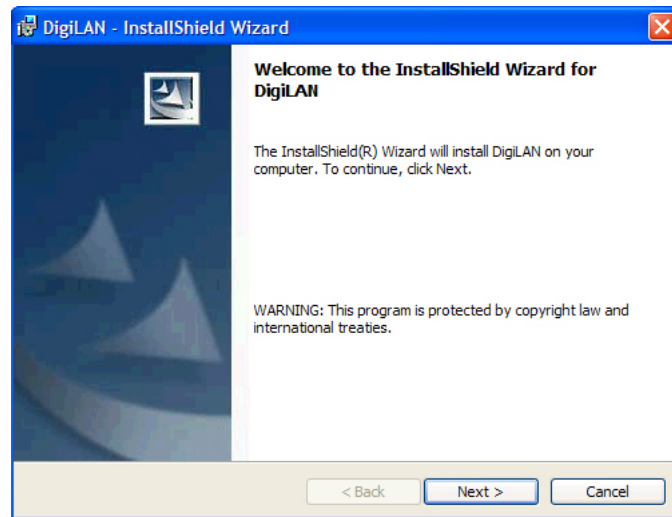 DigiLAN - InstallShield Wizard
Welcome to the InstallShield Wizard for
DigiLAN
The InstallShield(R) Wizard will install DigiLAN on your
computer. To continue, click Next.
WARNING: This program is protected by copyright law and
international treaties.
< Back Next > Cancel